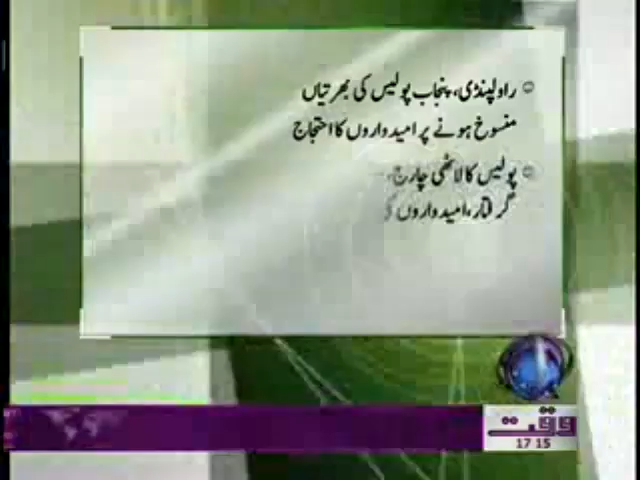 راولپنڈی، پنجاب پولیس کی بھرتیاں
منسوخ ہونے پر امیدواروں کا احتجاج
پولیس کا لاٹھی چارج،
گرفتار، امیدواروں
وقت
17 15